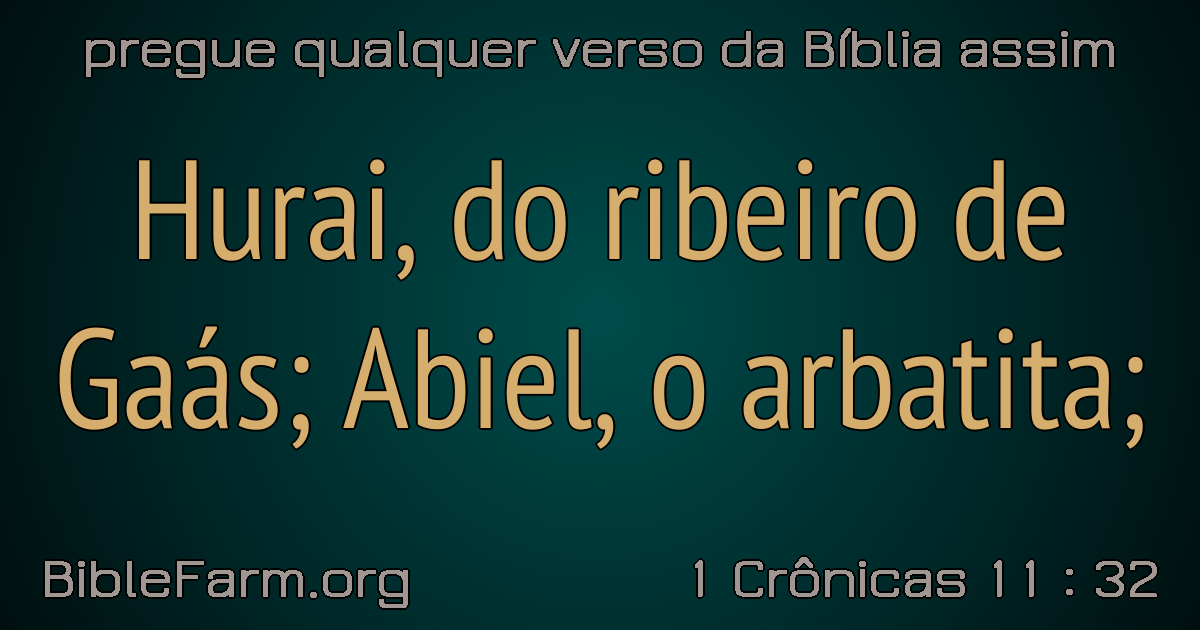 pregue qualquer verso da Bíblia assim
Hurai, do ribeiro de
Gaás; Abiel, o arbatita;
BibleFarm.org
1 Crônicas 11 : 32